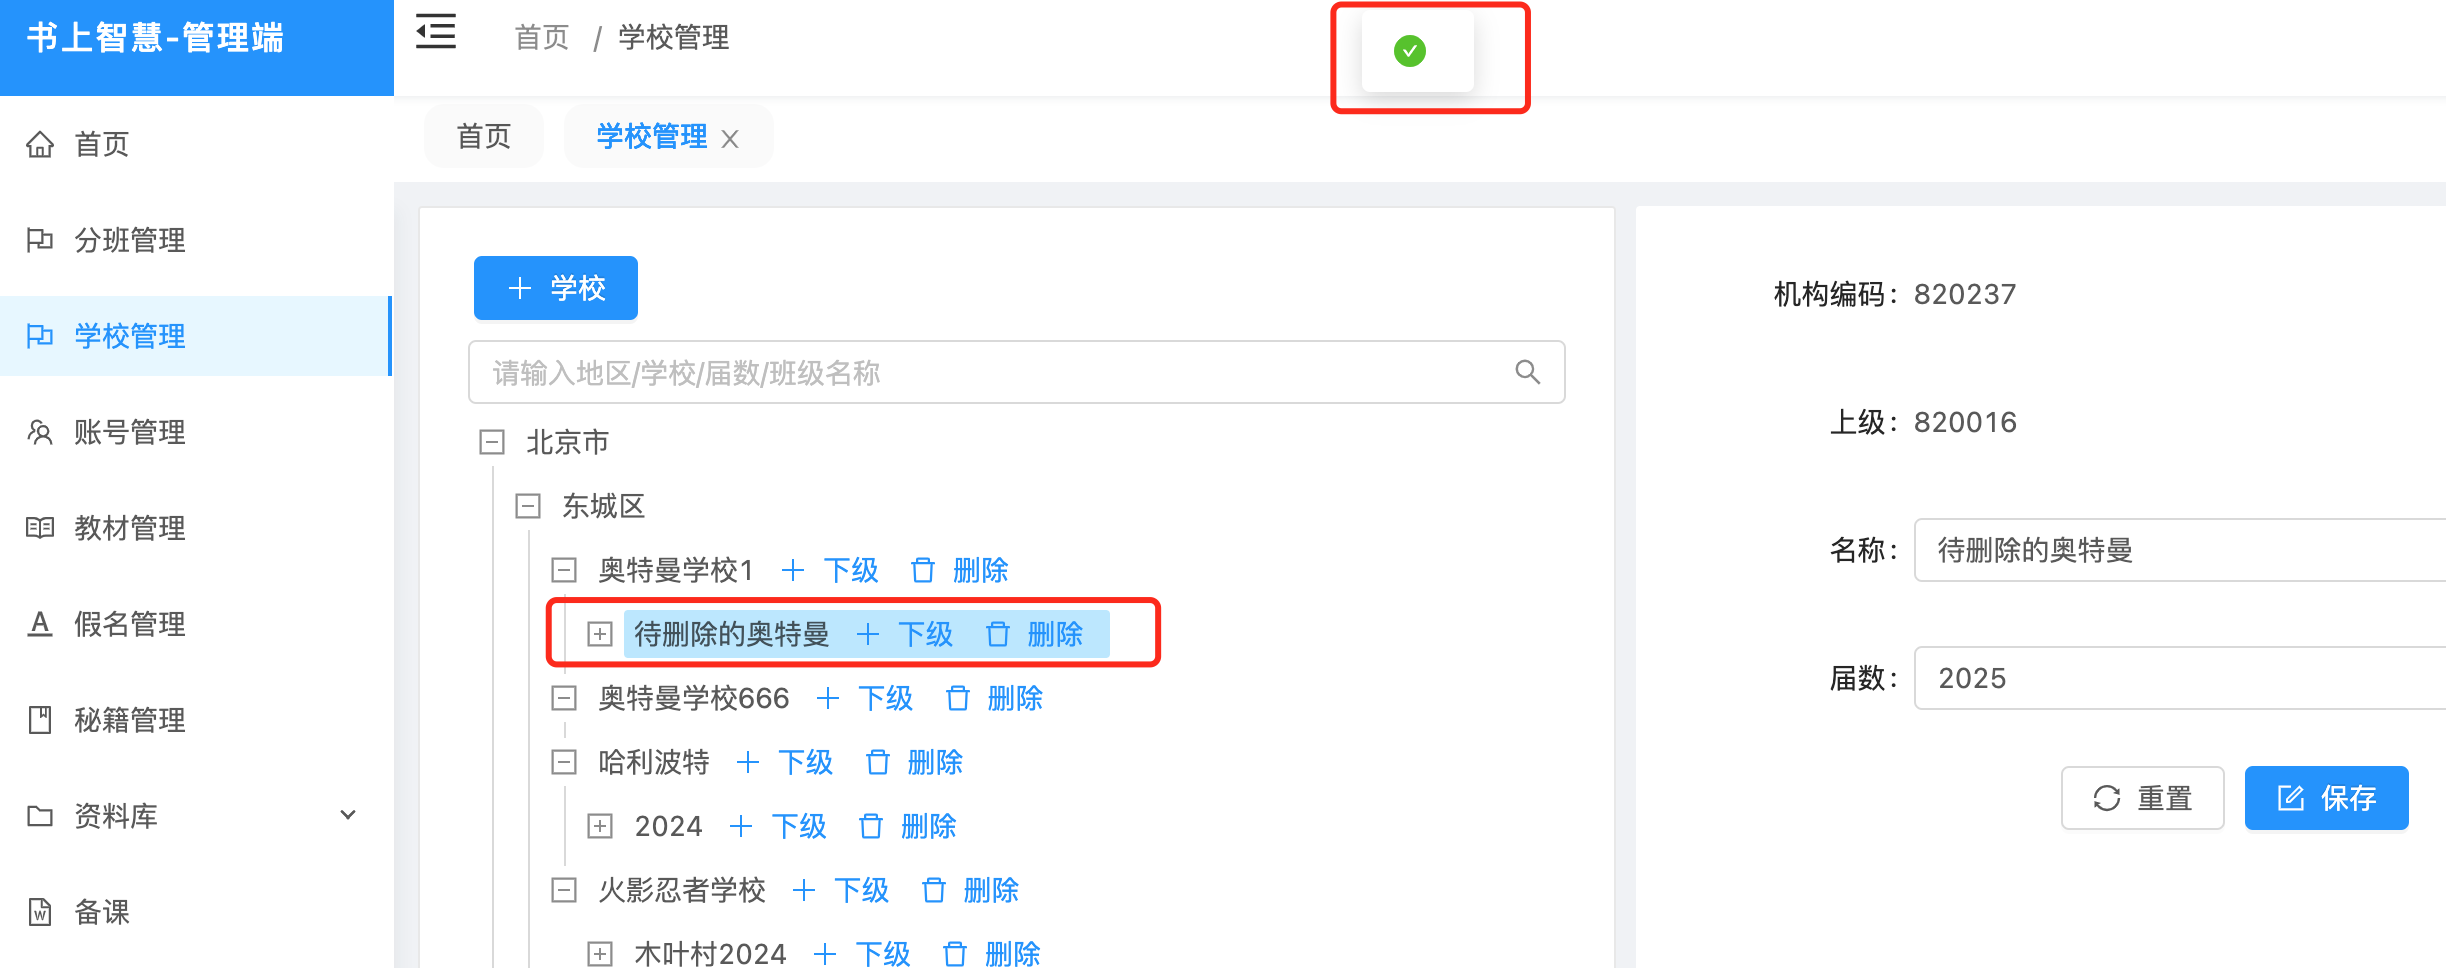 书上智慧-管理端
首页 / 学校管理
首页
学校管理 X
首页
分班管理
学校管理
账号管理
教材管理
假名管理
秘籍管理
资料库
备课
+ 学校
请输入地区/学校/届数/班级名称
北京市
东城区
奥特曼学校1 + 下级 删除
待删除的奥特曼 + 下级 删除
奥特曼学校666 + 下级 删除
哈利波特 + 下级 删除
2024 + 下级 删除
火影忍者学校 + 下级 删除
木叶村2024 + 下级 删除
机构编码: 820237
上级: 820016
名称: 待删除的奥特曼
届数: 2025
重置 保存